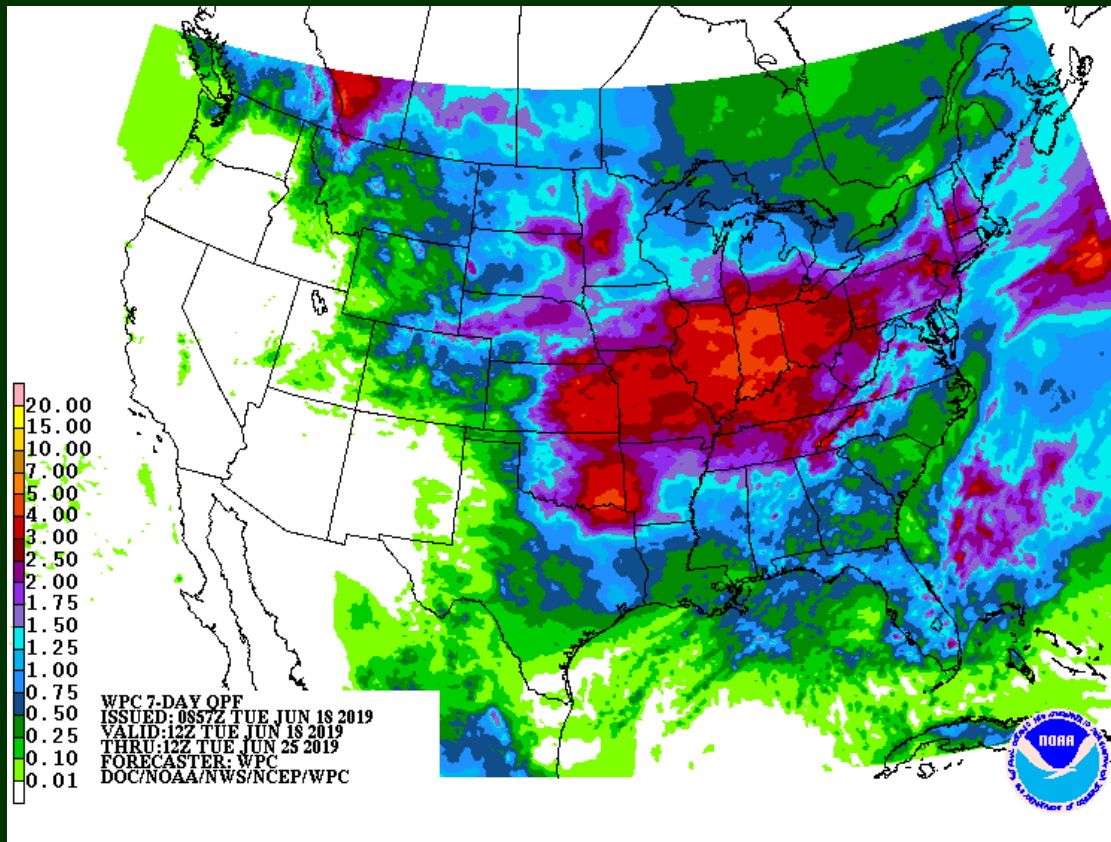 20.00
15.00
10.00
7.00
5.00
4.00
3.00
2.50
2.00
1.75
1.50
1.25
1.00
0.75
0.50
0.25
0.10
0.01
WPC 7-DAY QPF
ISSUED: 0857Z TUE JUN 18 2019
VALID:12Z TUE JUN 18 2019
THRU:12Z TUE JUN 25 2019
FORECASTER: WPC
DOC/NOAA/NWS/NCEP/WPC
NOAA